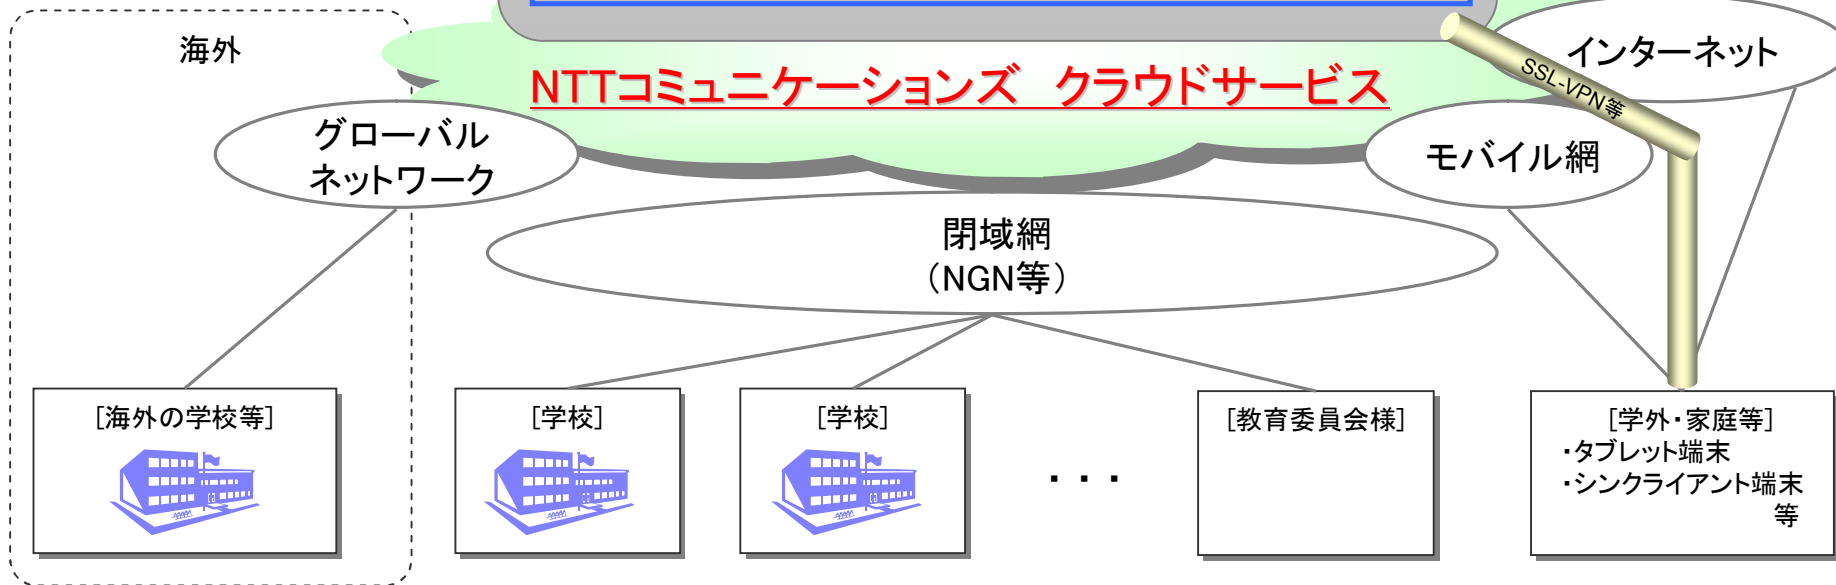 海外
インターネット
SSL-VPN等
NTTコミュニケーションズ クラウドサービス
グローバル
ネットワーク
モバイル網
閉域網
（NGN等）
[海外の学校等]
[学校]
[学校]
・・・
[教育委員会様]
[学外・家庭等]
・タブレット端末
・シンクライアント端末
等